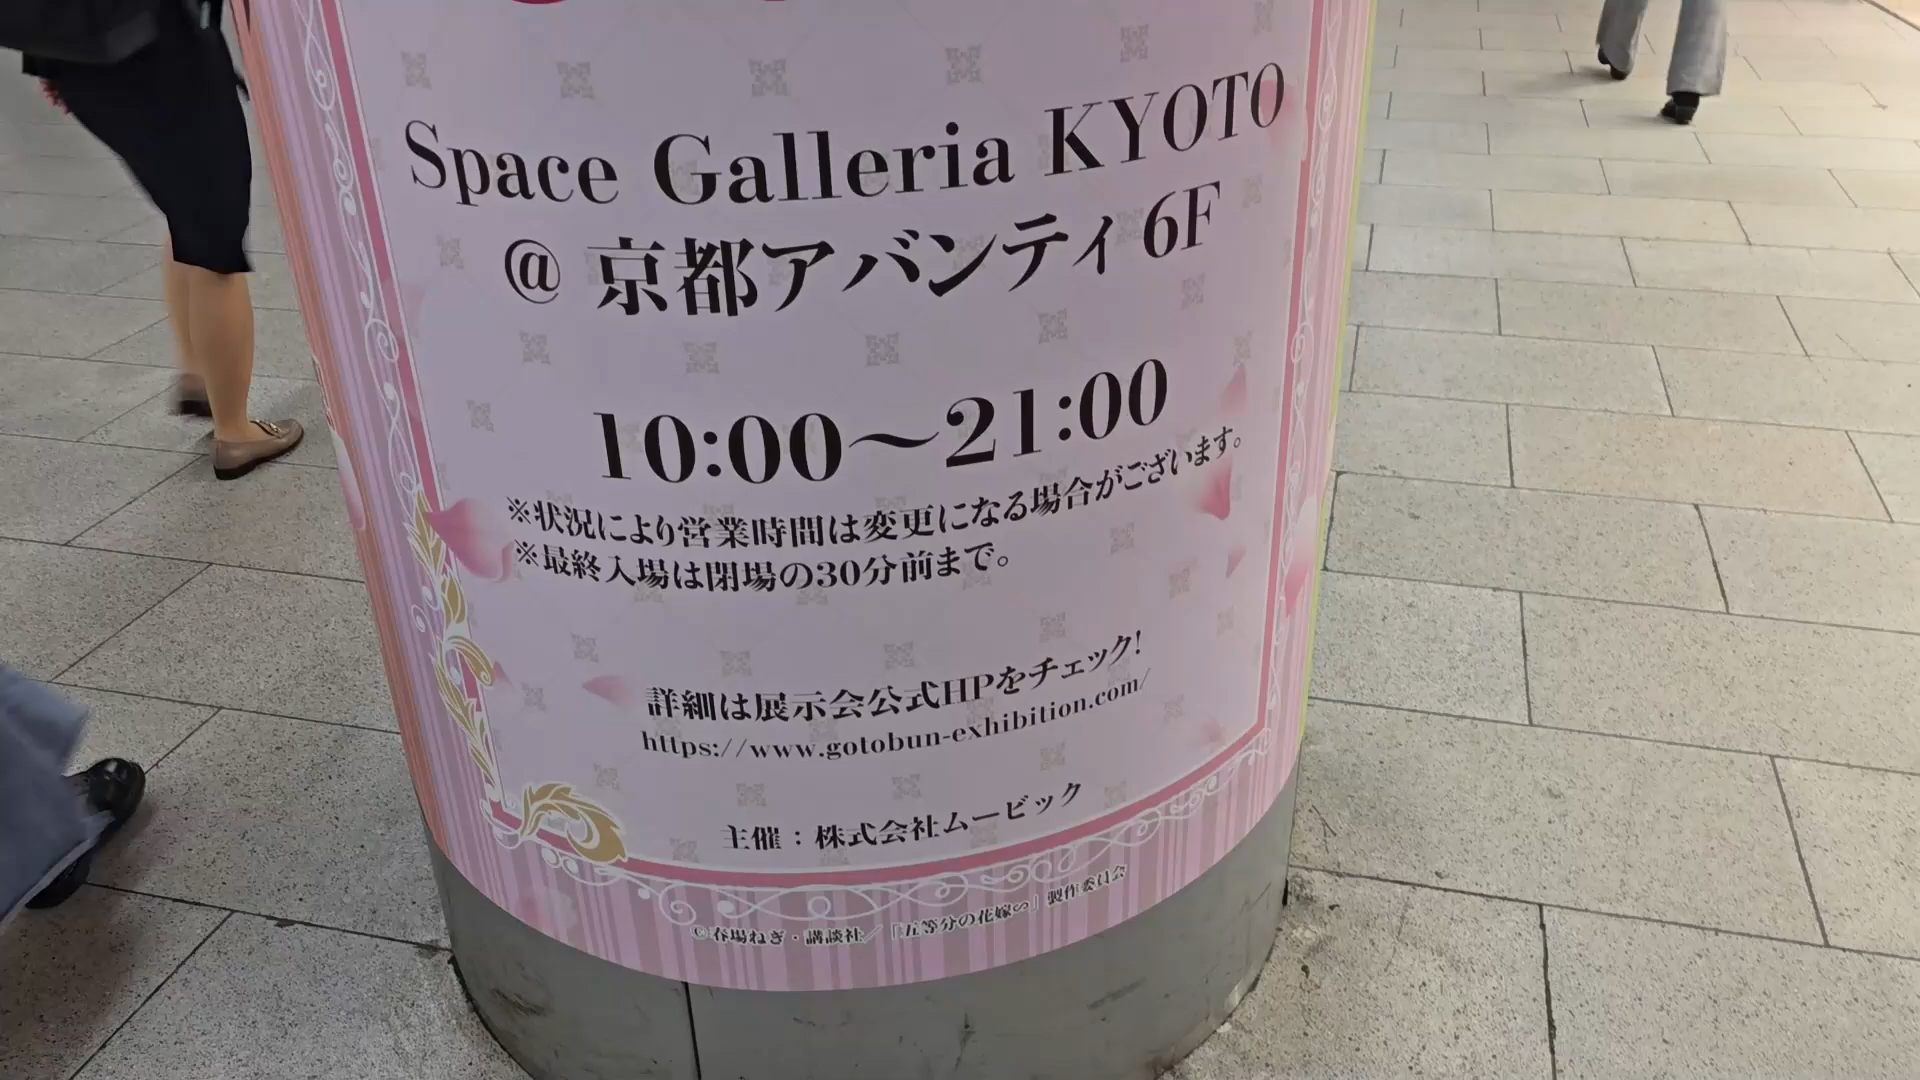 Space Galleria KYOTO
@ 京都アバンティ 6F
10:00〜21:00
※状況により営業時間は変更になる場合がございます。
※最終入場は閉場の30分前まで。
詳細は展示会公式HPをチェック!
https://www.gotobun-exhibition.com/
主催：株式会社ムービック
©春場ねぎ・講談社／「五等分の花嫁∽」製作委員会